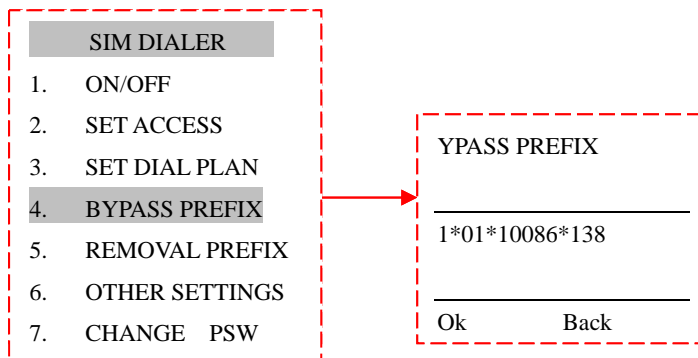 SIM DIALER
1. ON/OFF
2. SET ACCESS
3. SET DIAL PLAN
4. BYPASS PREFIX
5. REMOVAL PREFIX
6. OTHER SETTINGS
7. CHANGE PSW
YPASS PREFIX
1*01*10086*138
Ok Back